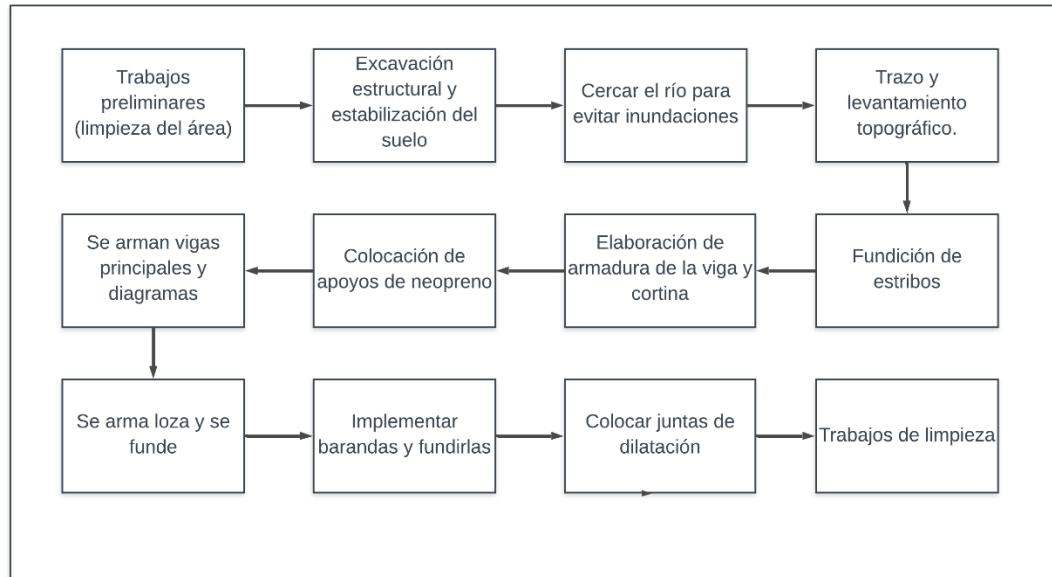 Trabajos
preliminares
(limpieza del área)
Excavación
estructural y
estabilización del
suelo
Cercar el río para
evitar inundaciones
Trazo y
levantamiento
topográfico.
Fundición de
estribos
Elaboración de
armadura de la viga y
cortina
Colocación de
apoyos de neopreno
Se arman vigas
principales y
diagramas
Se arma loza y se
funde
Implementar
barandas y fundirlas
Colocar juntas de
dilatación
Trabajos de limpieza